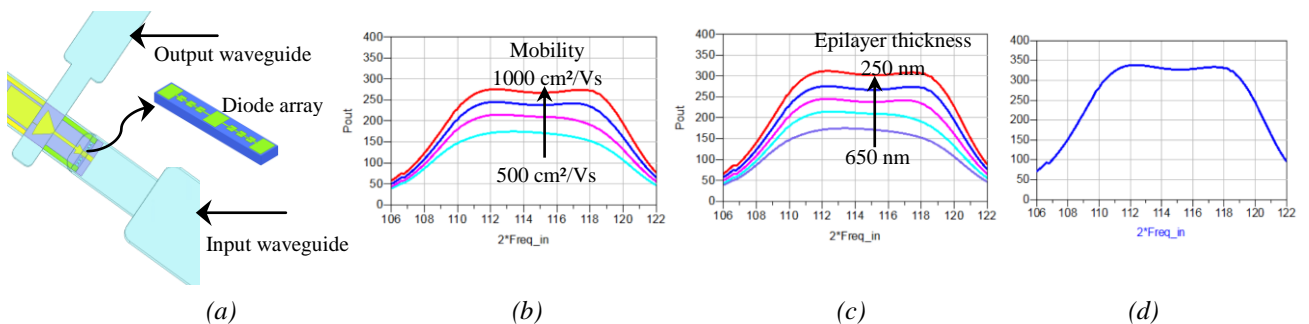 Output waveguide
Diode array
Input waveguide
(a)
Pout
400
350
300
250
200
150
100
50
0
Mobility
1000 cm²/Vs
500 cm²/Vs
106 108 110 112 114 116 118 120 122
2*Freq_in
(b)
Pout
400
350
300
250
200
150
100
50
0
Epilayer thickness
250 nm
650 nm
106 108 110 112 114 116 118 120 122
2*Freq_in
(c)
400
350
300
250
200
150
100
50
0
106 108 110 112 114 116 118 120 122
2*Freq_in
(d)